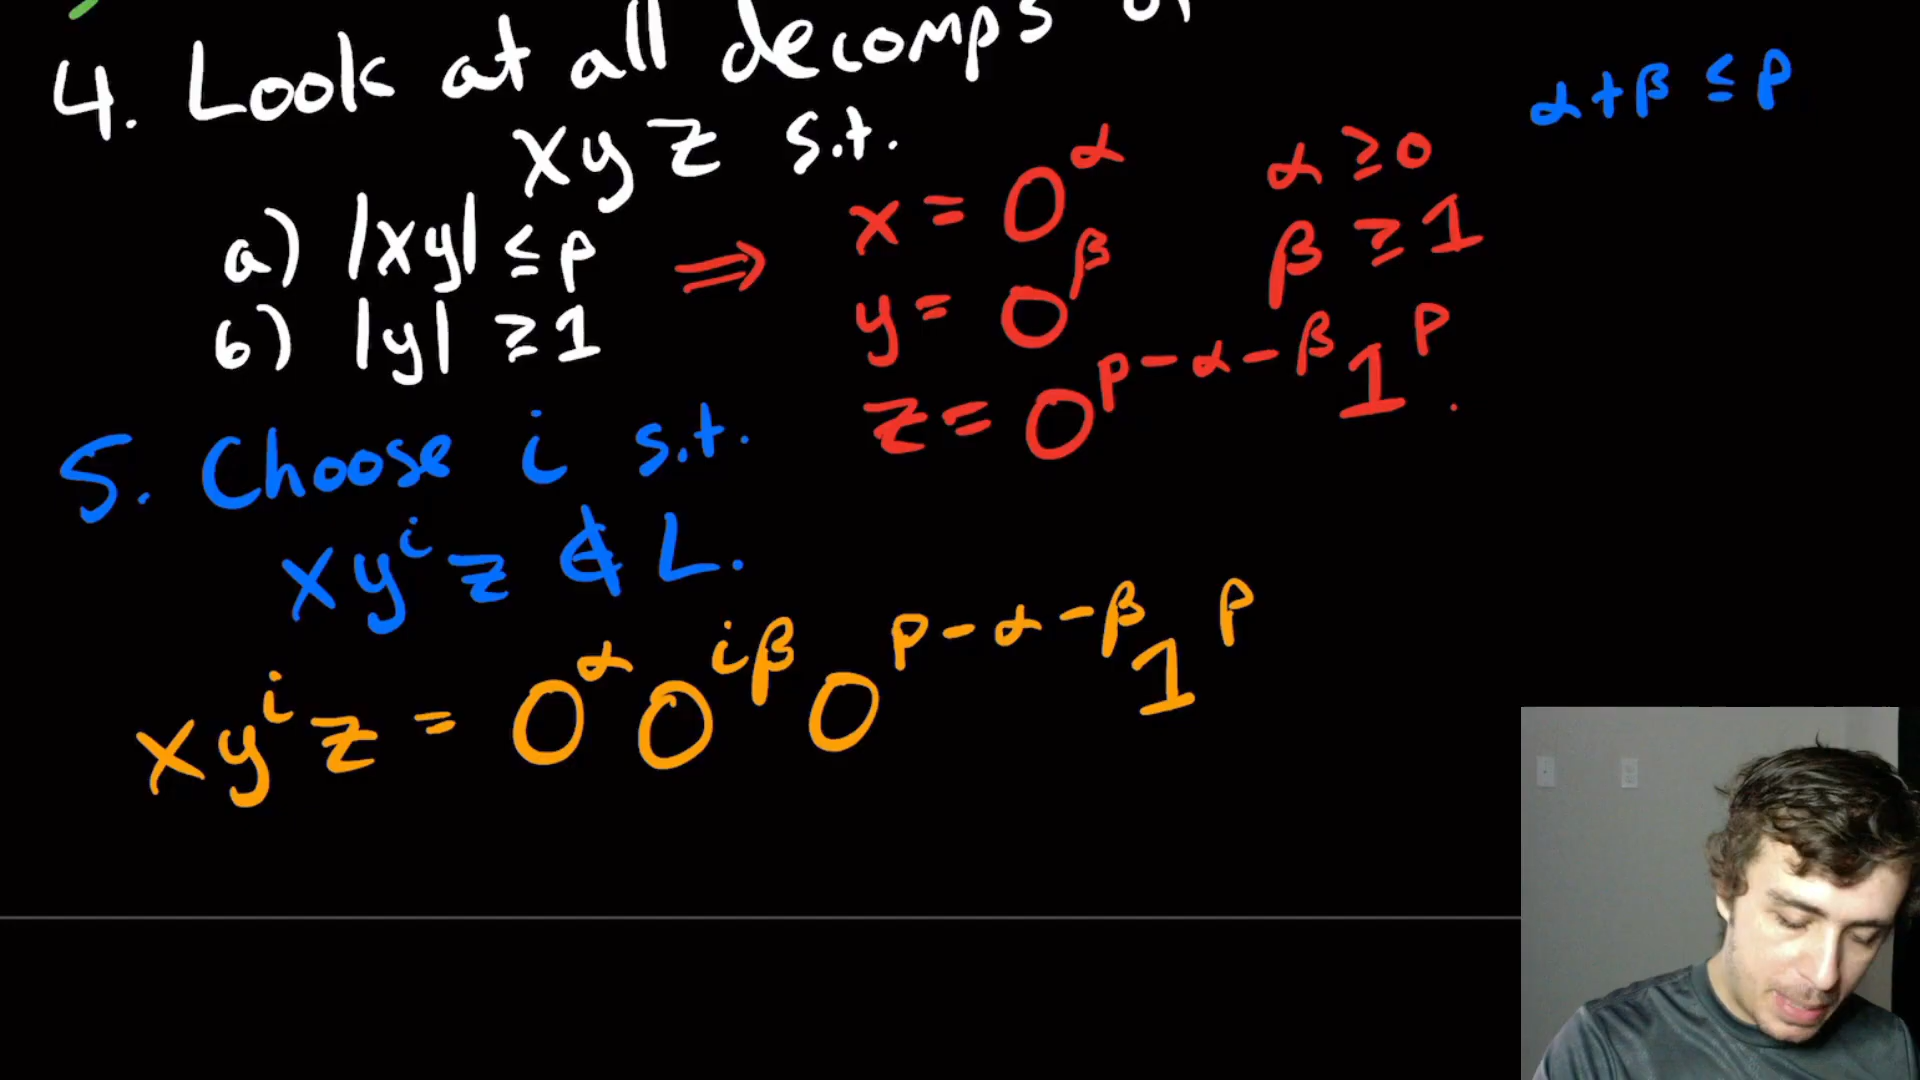 4. Look at all decomps
xyz s.t.
α+β ≤ p
a) |xy| ≤ p ⇒ x = 0^α α ≥ 0
b) |y| ≥ 1 y = 0^β β ≥ 1
z = 0^{p-α-β} 1^p.
5. Choose i s.t.
xy^i z ∉ L.
xy^i z = 0^α 0^{iβ} 0^{p-α-β} 1^p